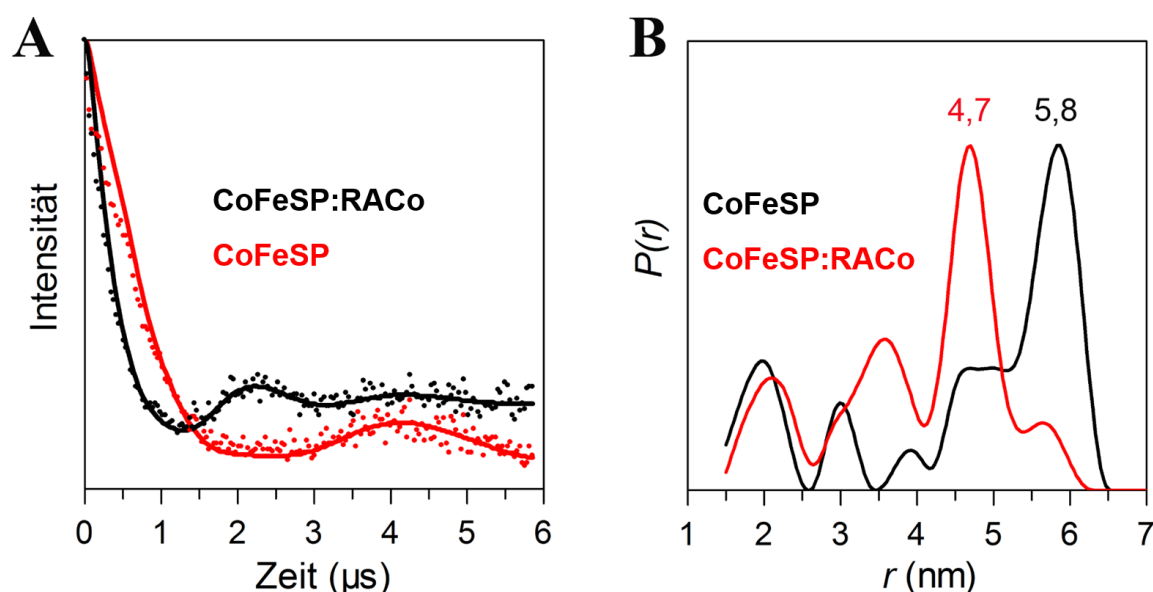 A
Intensität
CoFeSP:RACo
CoFeSP
0 1 2 3 4 5 6
Zeit (µs)
B
P(r)
4,7 5,8
CoFeSP
CoFeSP:RACo
1 2 3 4 5 6 7
r (nm)